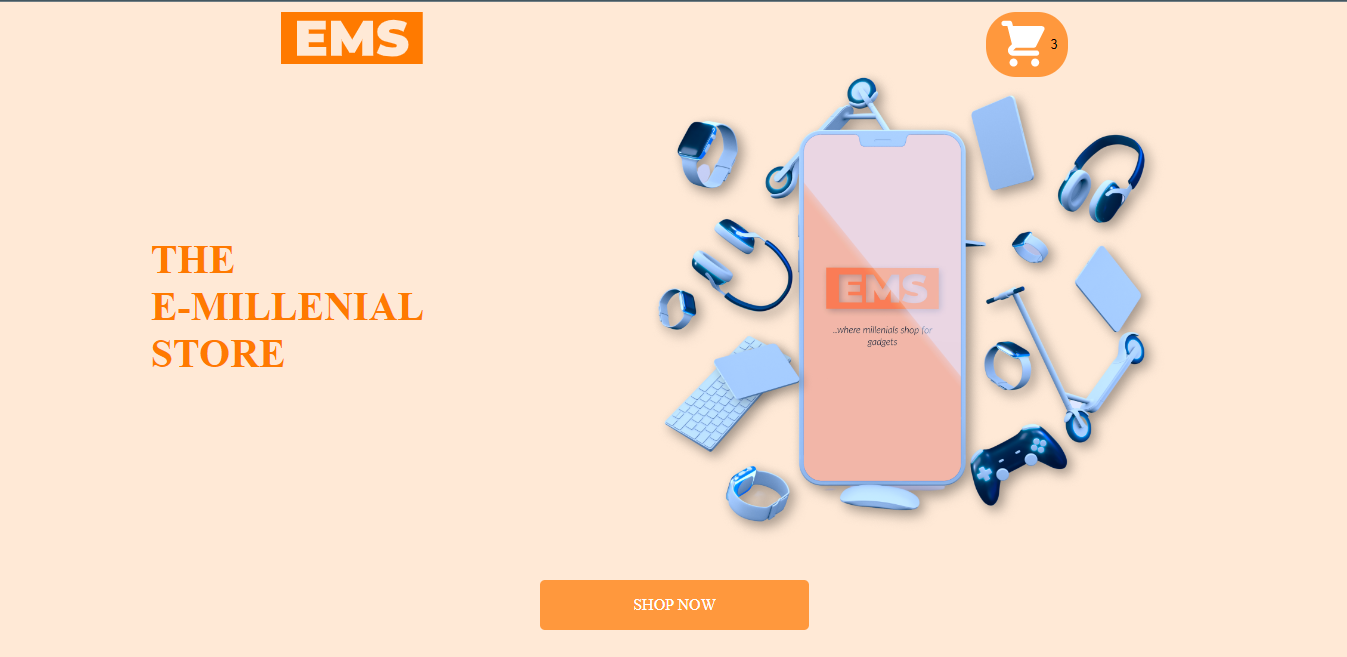 EMS
3
THE
E-MILLENIAL
STORE
EMS
..where millenials shop for
gadgets
SHOP NOW